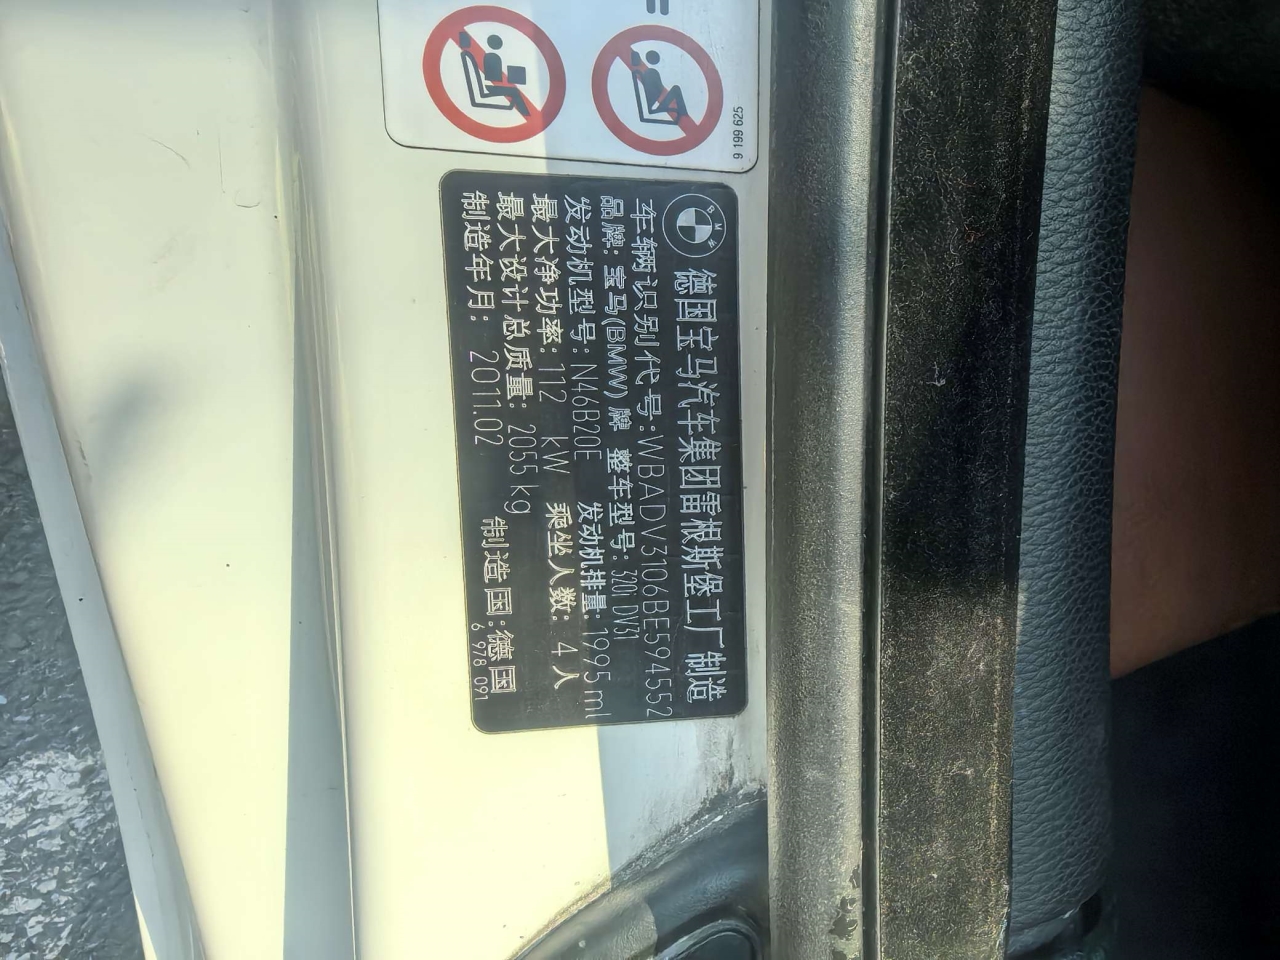 9 199 625
BMW
德国宝马汽车集团雷根斯堡工厂制造
车辆识别代号:WBADV3106BE594552
品牌:宝马(BMW)牌 整车型号:320i DV31
发动机型号:N46B20E 发动机排量:1995 ml
最大净功率:112 kW 乘坐人数: 4 人
最大设计总质量: 2055 kg
制造年月: 2011.02 制造国:德国
6 978 091